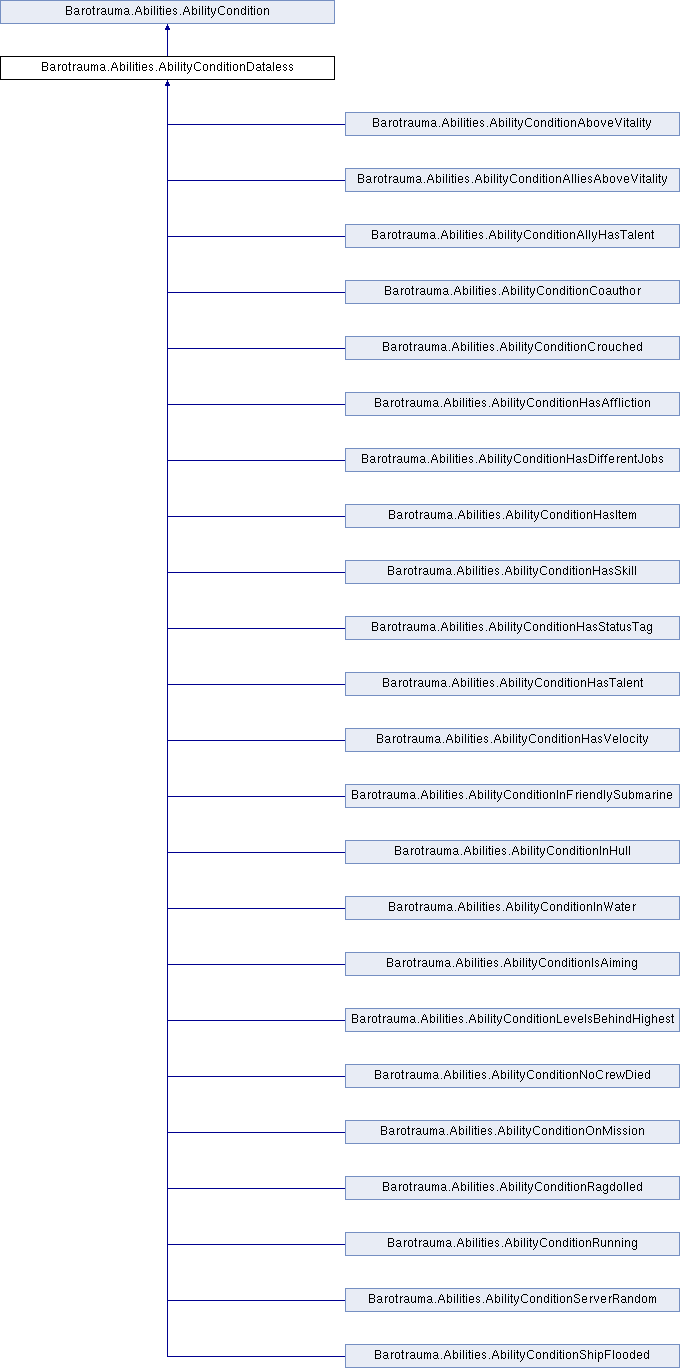 Barotrauma.Abilities.AbilityCondition
Barotrauma.Abilities.AbilityConditionDataless
Barotrauma.Abilities.AbilityConditionAboveVitality
Barotrauma.Abilities.AbilityConditionAlliesAboveVitality
Barotrauma.Abilities.AbilityConditionAllyHasTalent
Barotrauma.Abilities.AbilityConditionCoauthor
Barotrauma.Abilities.AbilityConditionCrouched
Barotrauma.Abilities.AbilityConditionHasAffliction
Barotrauma.Abilities.AbilityConditionHasDifferentJobs
Barotrauma.Abilities.AbilityConditionHasItem
Barotrauma.Abilities.AbilityConditionHasSkill
Barotrauma.Abilities.AbilityConditionHasStatusTag
Barotrauma.Abilities.AbilityConditionHasTalent
Barotrauma.Abilities.AbilityConditionHasVelocity
Barotrauma.Abilities.AbilityConditionInFriendlySubmarine
Barotrauma.Abilities.AbilityConditionInHull
Barotrauma.Abilities.AbilityConditionInWater
Barotrauma.Abilities.AbilityConditionIsAiming
Barotrauma.Abilities.AbilityConditionLevelsBehindHighest
Barotrauma.Abilities.AbilityConditionNoCrewDied
Barotrauma.Abilities.AbilityConditionOnMission
Barotrauma.Abilities.AbilityConditionRagdolled
Barotrauma.Abilities.AbilityConditionRunning
Barotrauma.Abilities.AbilityConditionServerRandom
Barotrauma.Abilities.AbilityConditionShipFlooded